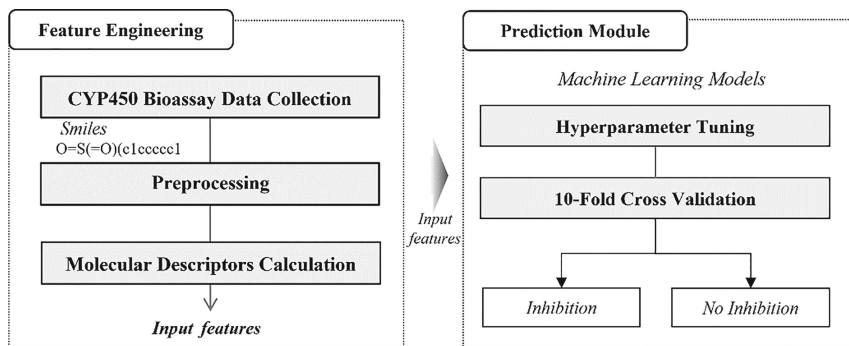 Feature Engineering
CYP450 Bioassay Data Collection
Smiles
O=S(=O)(c1ccccc1
Preprocessing
Molecular Descriptors Calculation
Input features
Input
features
Prediction Module
Machine Learning Models
Hyperparameter Tuning
10-Fold Cross Validation
Inhibition
No Inhibition